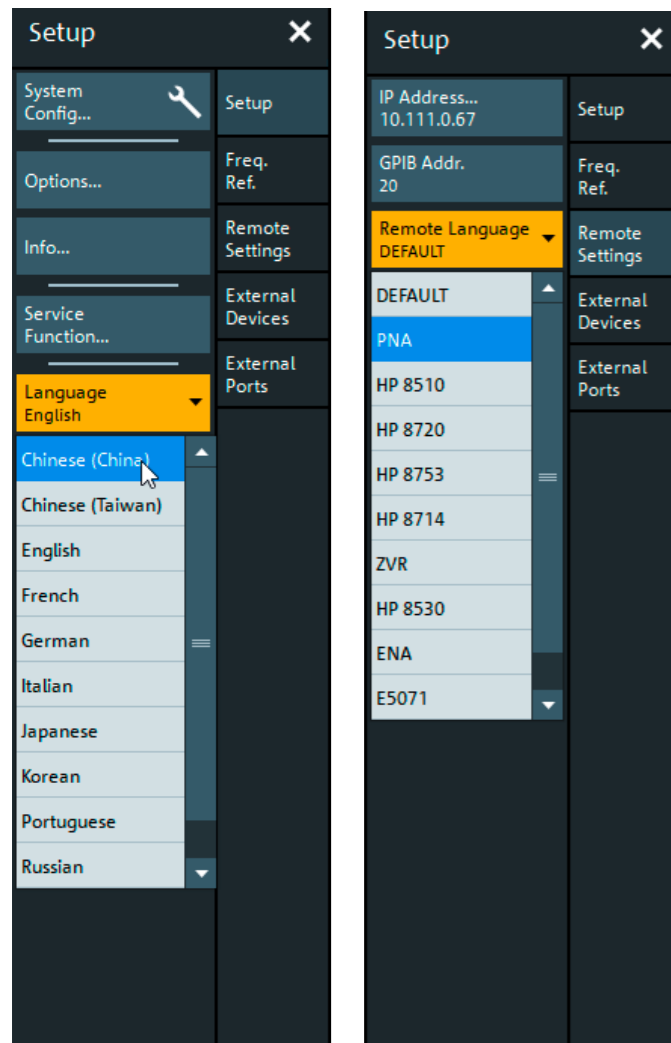 Setup
System
Config...
Options...
Info...
Service
Function...
Language
English
Chinese (China)
Chinese (Taiwan)
English
French
German
Italian
Japanese
Korean
Portuguese
Russian
Setup
Freq.
Ref.
Remote
Settings
External
Devices
External
Ports
Setup
IP Address...
10.111.0.67
GPIB Addr.
20
Remote Language
DEFAULT
DEFAULT
PNA
HP 8510
HP 8720
HP 8753
HP 8714
ZVR
HP 8530
ENA
E5071
Setup
Freq.
Ref.
Remote
Settings
External
Devices
External
Ports